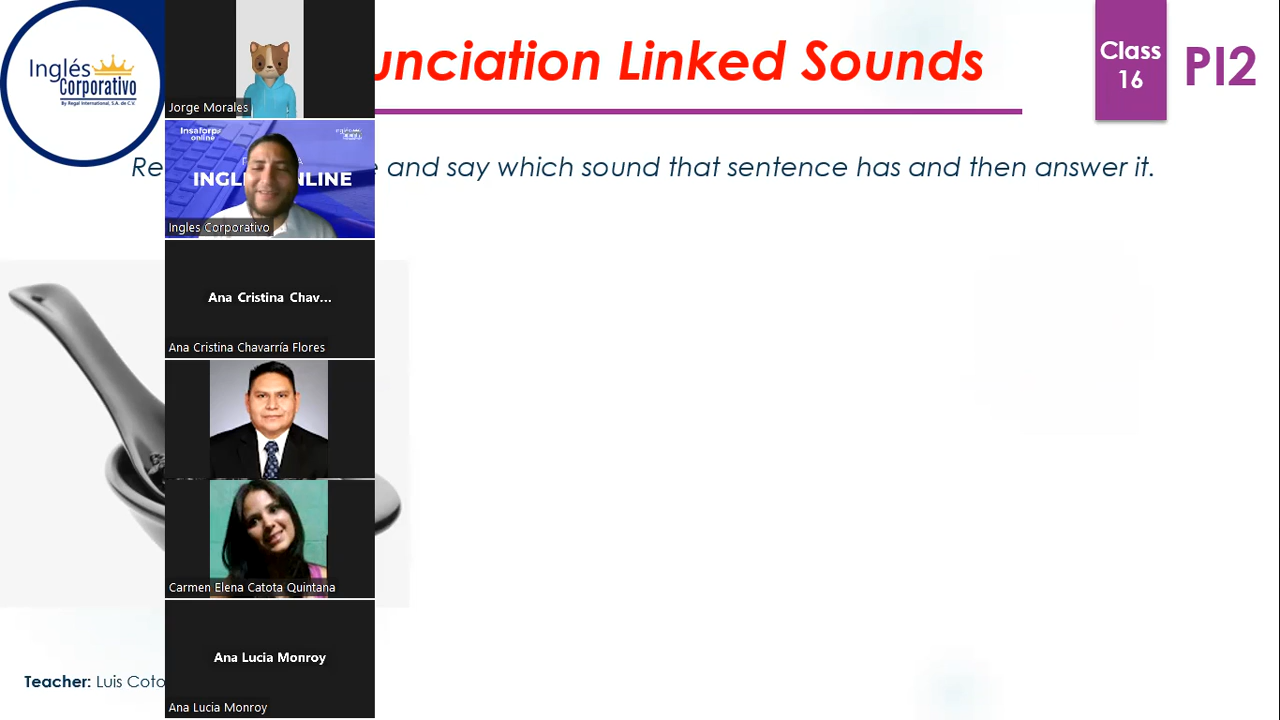 Inglés
Corporativo
By Regal International, S.A. de C.V.
unciation Linked Sounds
Class
16
PI2
Re and say which sound that sentence has and then answer it.
Jorge Morales
Insaforp
online
INGL NLINE
Ingles Corporativo
Ana Cristina Chav...
Ana Cristina Chavarría Flores
Carmen Elena Catota Quintana
Ana Lucia Monroy
Ana Lucia Monroy
Teacher: Luis Coto